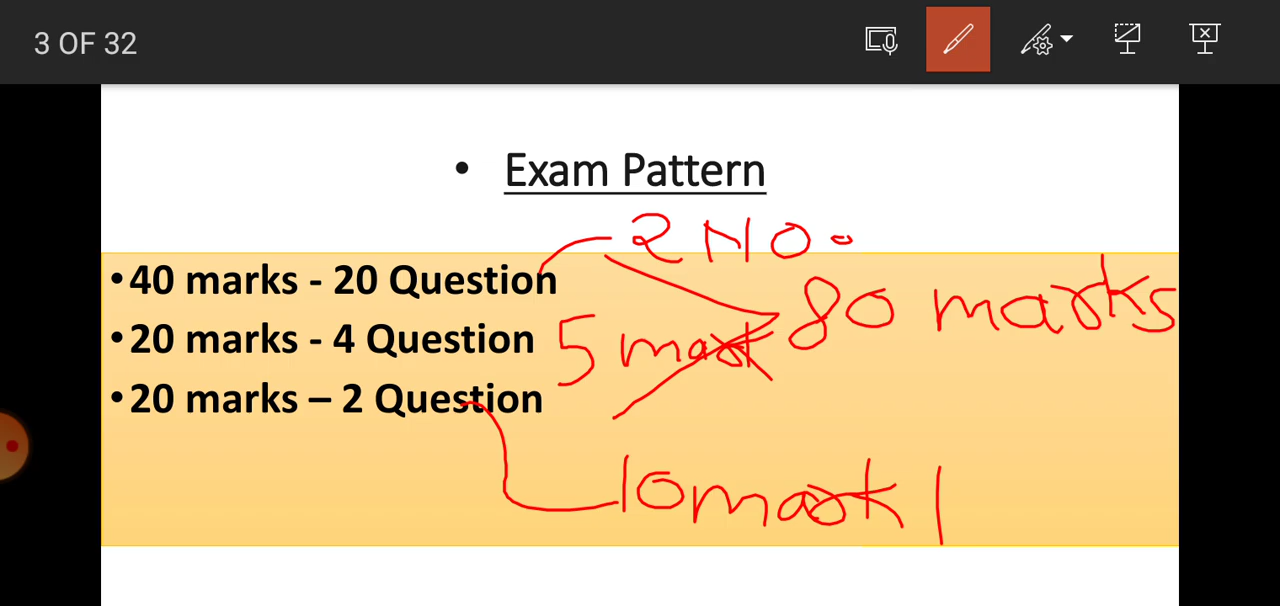 3 OF 32
• Exam Pattern
2 NO.
•40 marks - 20 Question
80 marks
•20 marks - 4 Question
5 mark
•20 marks – 2 Question
10 mark |